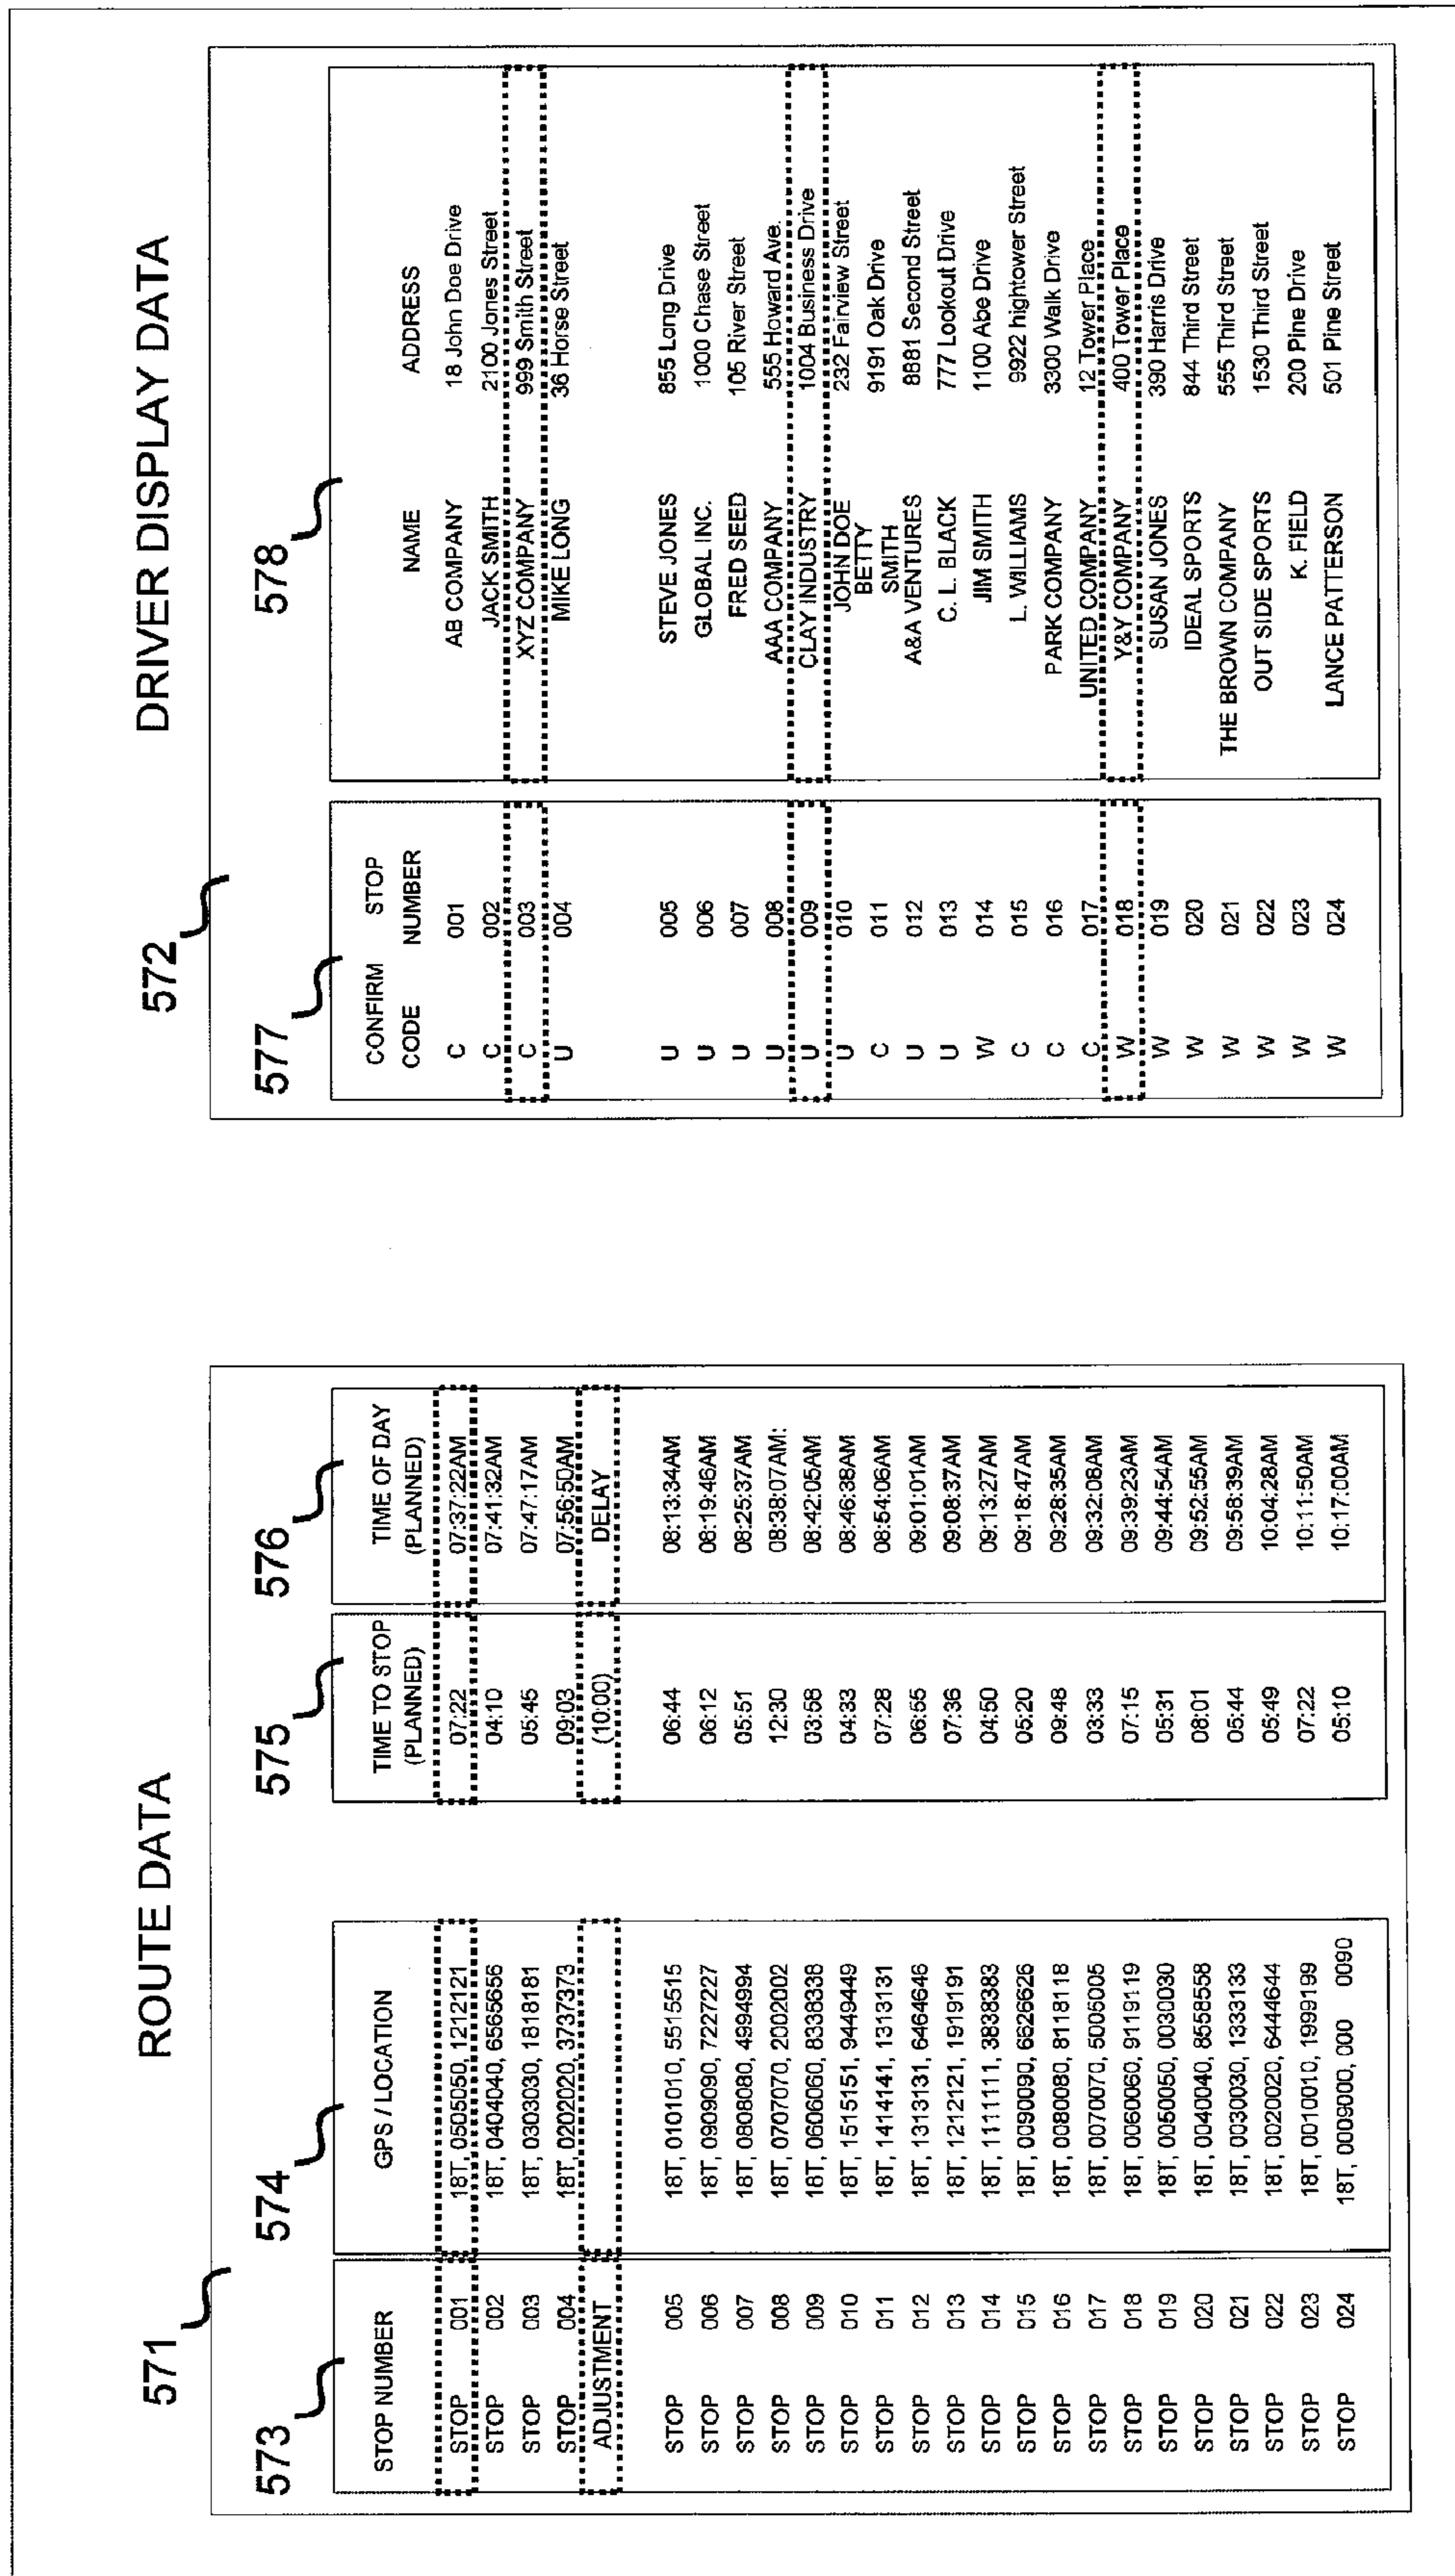 ROUTE DATA
571
573
574
575
576
STOP NUMBER GPS / LOCATION TIME TO STOP (PLANNED) TIME OF DAY (PLANNED)
STOP 001 18T, 0505050, 1212121 07:22 07:37:22AM
STOP 002 18T, 0404040, 6565656 04:10 07:41:32AM
STOP 003 18T, 0303030, 1818181 05:45 07:47:17AM
STOP 004 18T, 0202020, 3737373 09:03 07:56:50AM
ADJUSTMENT (10:00) DELAY
STOP 005 18T, 0101010, 5515515 06:44 08:13:34AM
STOP 006 18T, 0909090, 7227227 06:12 08:19:46AM
STOP 007 18T, 0808080, 4994994 05:51 08:25:37AM
STOP 008 18T, 0707070, 2002002 12:30 08:38:07AM:
STOP 009 18T, 0606060, 8338338 03:58 08:42:05AM
STOP 010 18T, 1515151, 9449449 04:33 08:46:38AM
STOP 011 18T, 1414141, 1313131 07:28 08:54:06AM
STOP 012 18T, 1313131, 6464646 06:55 09:01:01AM
STOP 013 18T, 1212121, 1919191 07:36 09:08:37AM
STOP 014 18T, 1111111, 3838383 04:50 09:13:27AM
STOP 015 18T, 0090090, 6626626 05:20 09:18:47AM
STOP 016 18T, 0080080, 8118118 09:48 09:28:35AM
STOP 017 18T, 0070070, 5005005 03:33 09:32:08AM
STOP 018 18T, 0060060, 9119119 07:15 09:39:23AM
STOP 019 18T, 0050050, 0030030 05:31 09:44:54AM
STOP 020 18T, 0040040, 8558558 08:01 09:52:55AM
STOP 021 18T, 0030030, 1333133 05:44 09:58:39AM
STOP 022 18T, 0020020, 6444644 05:49 10:04:28AM
STOP 023 18T, 0010010, 1999199 07:22 10:11:50AM
STOP 024 18T, 0009000, 000 0090 05:10 10:17:00AM
DRIVER DISPLAY DATA
572
577
578
CONFIRM CODE STOP NUMBER NAME ADDRESS
C 001 AB COMPANY 18 John Doe Drive
C 002 JACK SMITH 2100 Jones Street
C 003 XYZ COMPANY 999 Smith Street
U 004 MIKE LONG 36 Horse Street
U 005 STEVE JONES 855 Long Drive
U 006 GLOBAL INC. 1000 Chase Street
U 007 FRED SEED 105 River Street
U 008 AAA COMPANY 555 Howard Ave.
U 009 CLAY INDUSTRY 1004 Business Drive
U 010 JOHN DOE 232 Fairview Street
C 011 BETTY SMITH 9191 Oak Drive
U 012 A&A VENTURES 8881 Second Street
U 013 C. L. BLACK 777 Lookout Drive
W 014 JIM SMITH 1100 Abe Drive
C 015 L. WILLIAMS 9922 hightower Street
C 016 PARK COMPANY 3300 Walk Drive
C 017 UNITED COMPANY 12 Tower Place
W 018 Y&Y COMPANY 400 Tower Place
W 019 SUSAN JONES 390 Harris Drive
W 020 IDEAL SPORTS 844 Third Street
W 021 THE BROWN COMPANY 555 Third Street
W 022 OUT SIDE SPORTS 1530 Third Street
W 023 K. FIELD 200 Pine Drive
W 024 LANCE PATTERSON 501 Pine Street